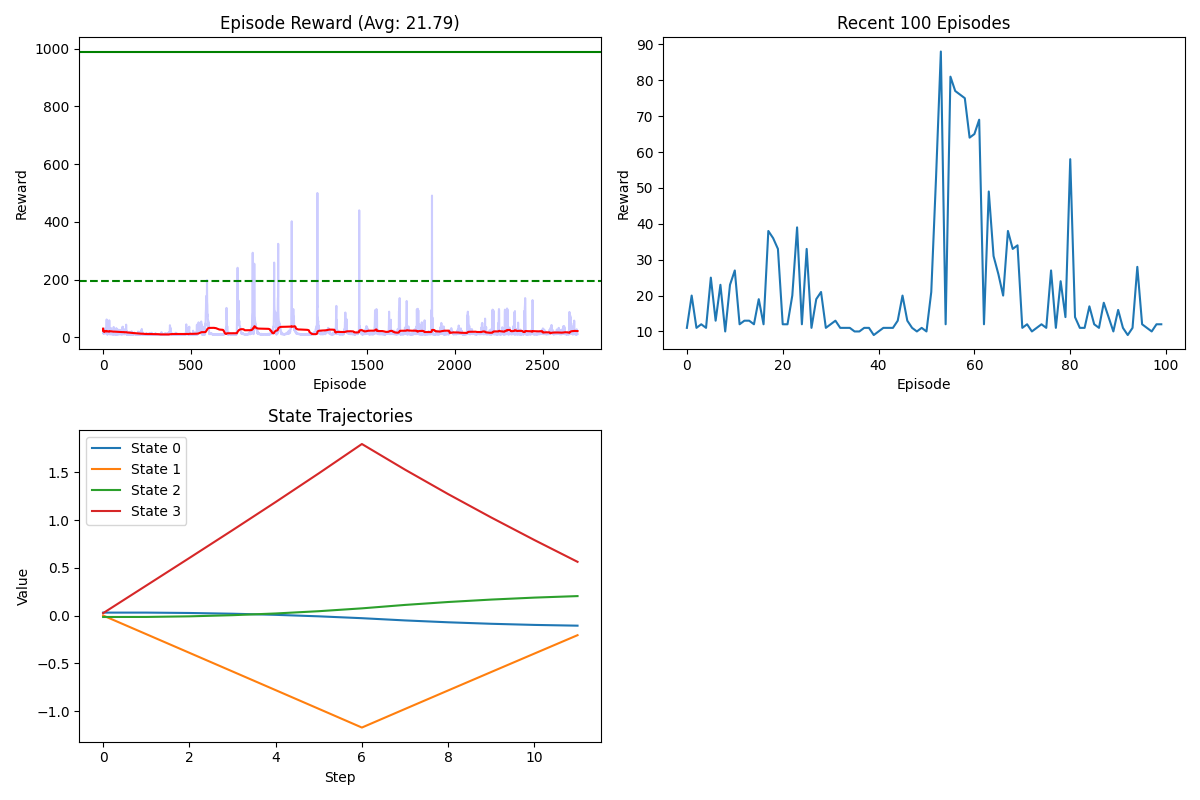 Episode Reward (Avg: 21.79)
1000
800
600
400
200
0
Reward
0 500 1000 1500 2000 2500
Episode
Recent 100 Episodes
90
80
70
60
50
40
30
20
10
Reward
0 20 40 60 80 100
Episode
State Trajectories
State 0
State 1
State 2
State 3
1.5
1.0
0.5
0.0
−0.5
−1.0
Value
0 2 4 6 8 10
Step